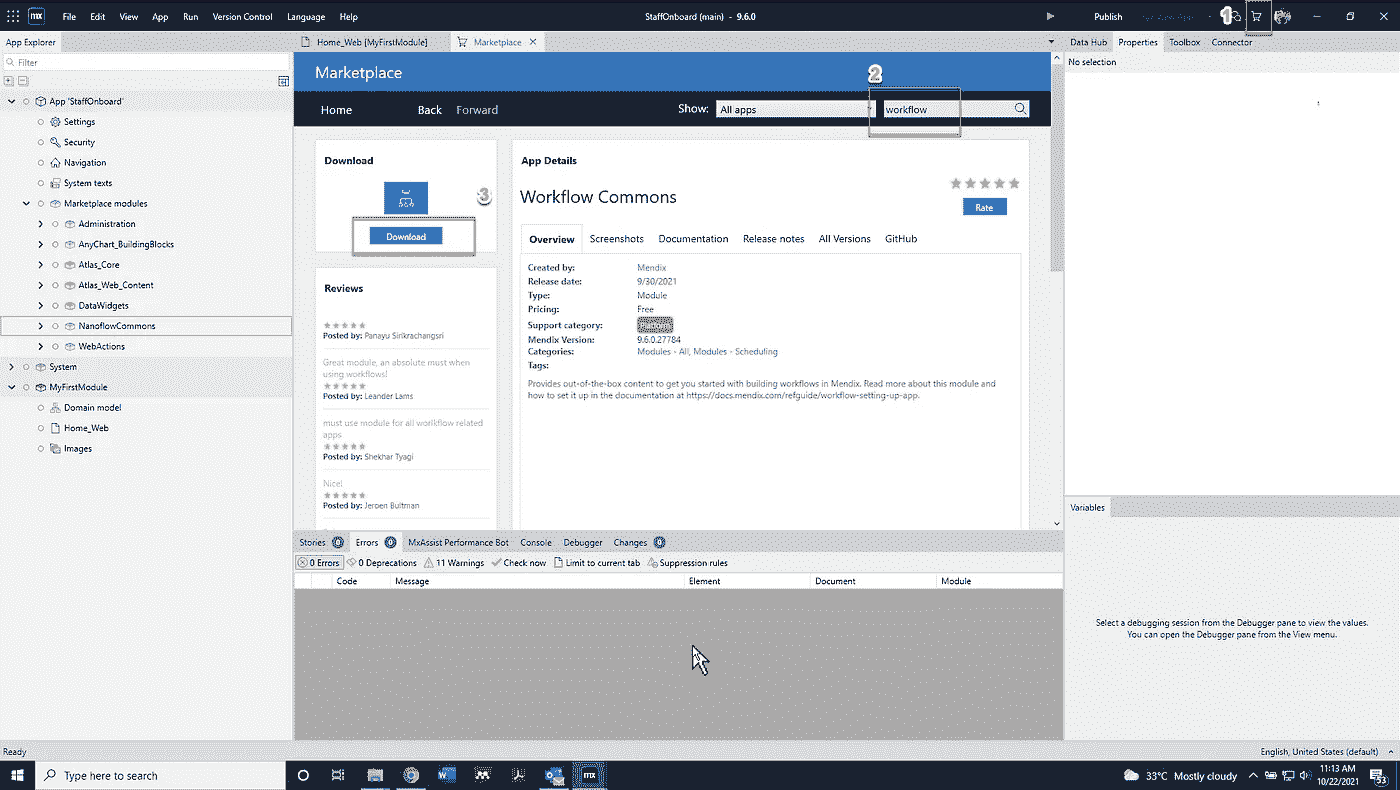 mx File Edit View App Run Version Control Language Help StaffOnboard (main) - 9.6.0 Publish 1
App Explorer Home_Web [MyFirstModule] Marketplace Data Hub Properties Toolbox Connector
Filter No selection
Marketplace
2
Home Back Forward Show: All apps workflow
App 'StaffOnboard'
Settings
Security
Navigation
System texts
Marketplace modules
Administration
AnyChart_BuildingBlocks
Atlas_Core
Atlas_Web_Content
DataWidgets
NanoflowCommons
WebActions
System
MyFirstModule
Domain model
Home_Web
Images
Download
3
Download
Reviews
Posted by: Panayu Sirikrachangsri
Great module, an absolute must when
using workflows!
Posted by: Leander Lams
must use module for all workflow related
apps
Posted by: Shekhar Tyagi
Nice!
Posted by: Jeroen Bultman
App Details
Workflow Commons
Rate
Overview Screenshots Documentation Release notes All Versions GitHub
Created by: Mendix
Release date: 9/30/2021
Type: Module
Pricing: Free
Support category:
Mendix Version: 9.6.0.27784
Categories: Modules - All, Modules - Scheduling
Tags:
Provides out-of-the-box content to get you started with building workflows in Mendix. Read more about this module and
how to set it up in the documentation at https://docs.mendix.com/refguide/workflow-setting-up-app.
Variables
Stories 0 Errors 0 MxAssist Performance Bot Console Debugger Changes 0
0 Errors 0 Deprecations 11 Warnings Check now Limit to current tab Suppression rules
Code Message Element Document Module
Select a debugging session from the Debugger pane to view the values.
You can open the Debugger pane from the View menu.
Ready English, United States (default)
Type here to search mx 33°C Mostly cloudy 11:13 AM
10/22/2021 53